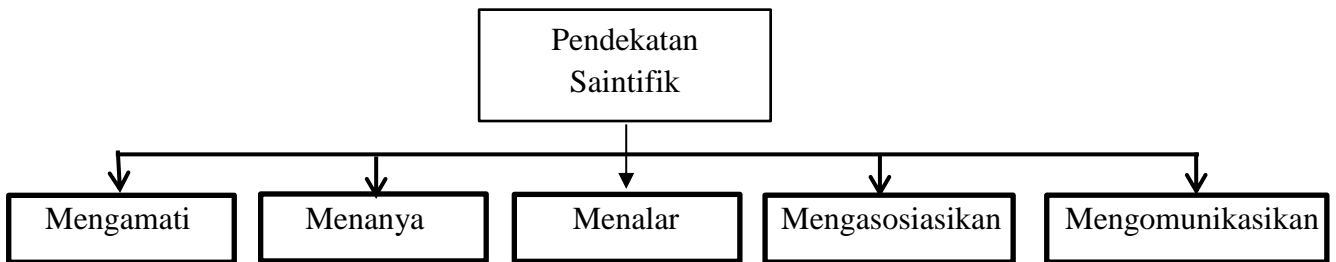 Pendekatan
Saintifik
Mengamati
Menanya
Menalar
Mengasosiasikan
Mengomunikasikan